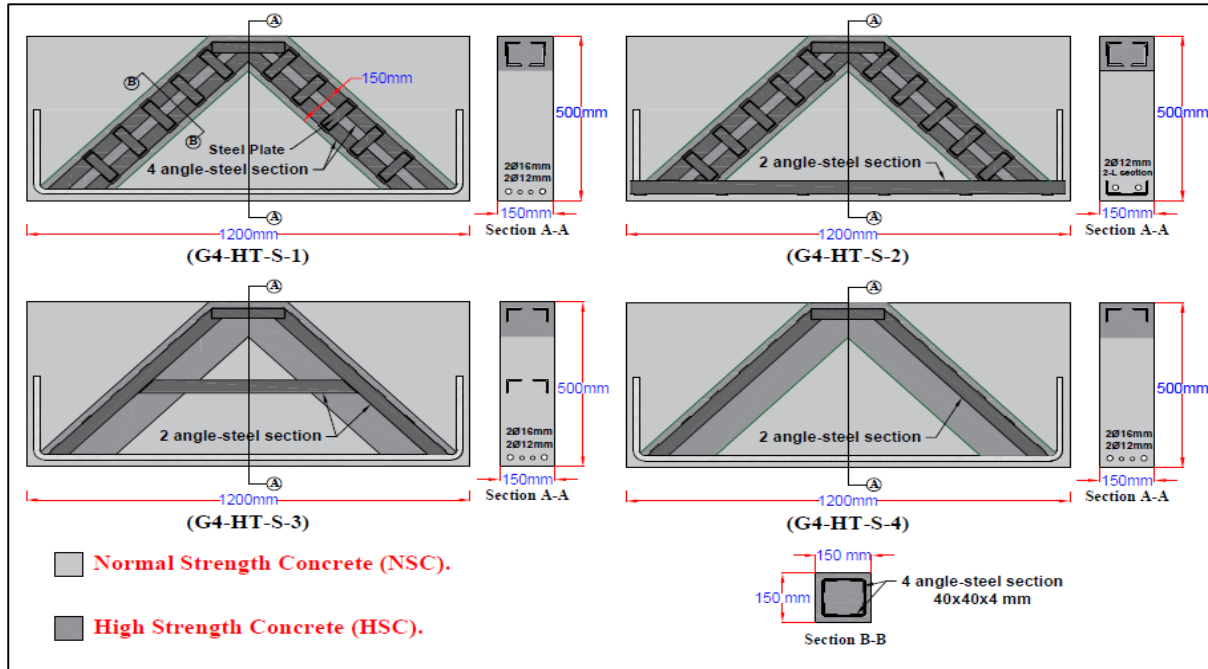 A
B
B
150mm
Steel Plate
4 angle-steel section
A
1200mm
(G4-HT-S-1)
500mm
2Ø16mm
2Ø12mm
150mm
Section A-A
A
2 angle-steel section
A
1200mm
(G4-HT-S-2)
500mm
2Ø12mm
2-L section
150mm
Section A-A
A
2 angle-steel section
A
1200mm
(G4-HT-S-3)
500mm
2Ø16mm
2Ø12mm
150mm
Section A-A
A
2 angle-steel section
A
1200mm
(G4-HT-S-4)
500mm
2Ø16mm
2Ø12mm
150mm
Section A-A
Normal Strength Concrete (NSC).
High Strength Concrete (HSC).
150 mm
150 mm
4 angle-steel section
40x40x4 mm
Section B-B